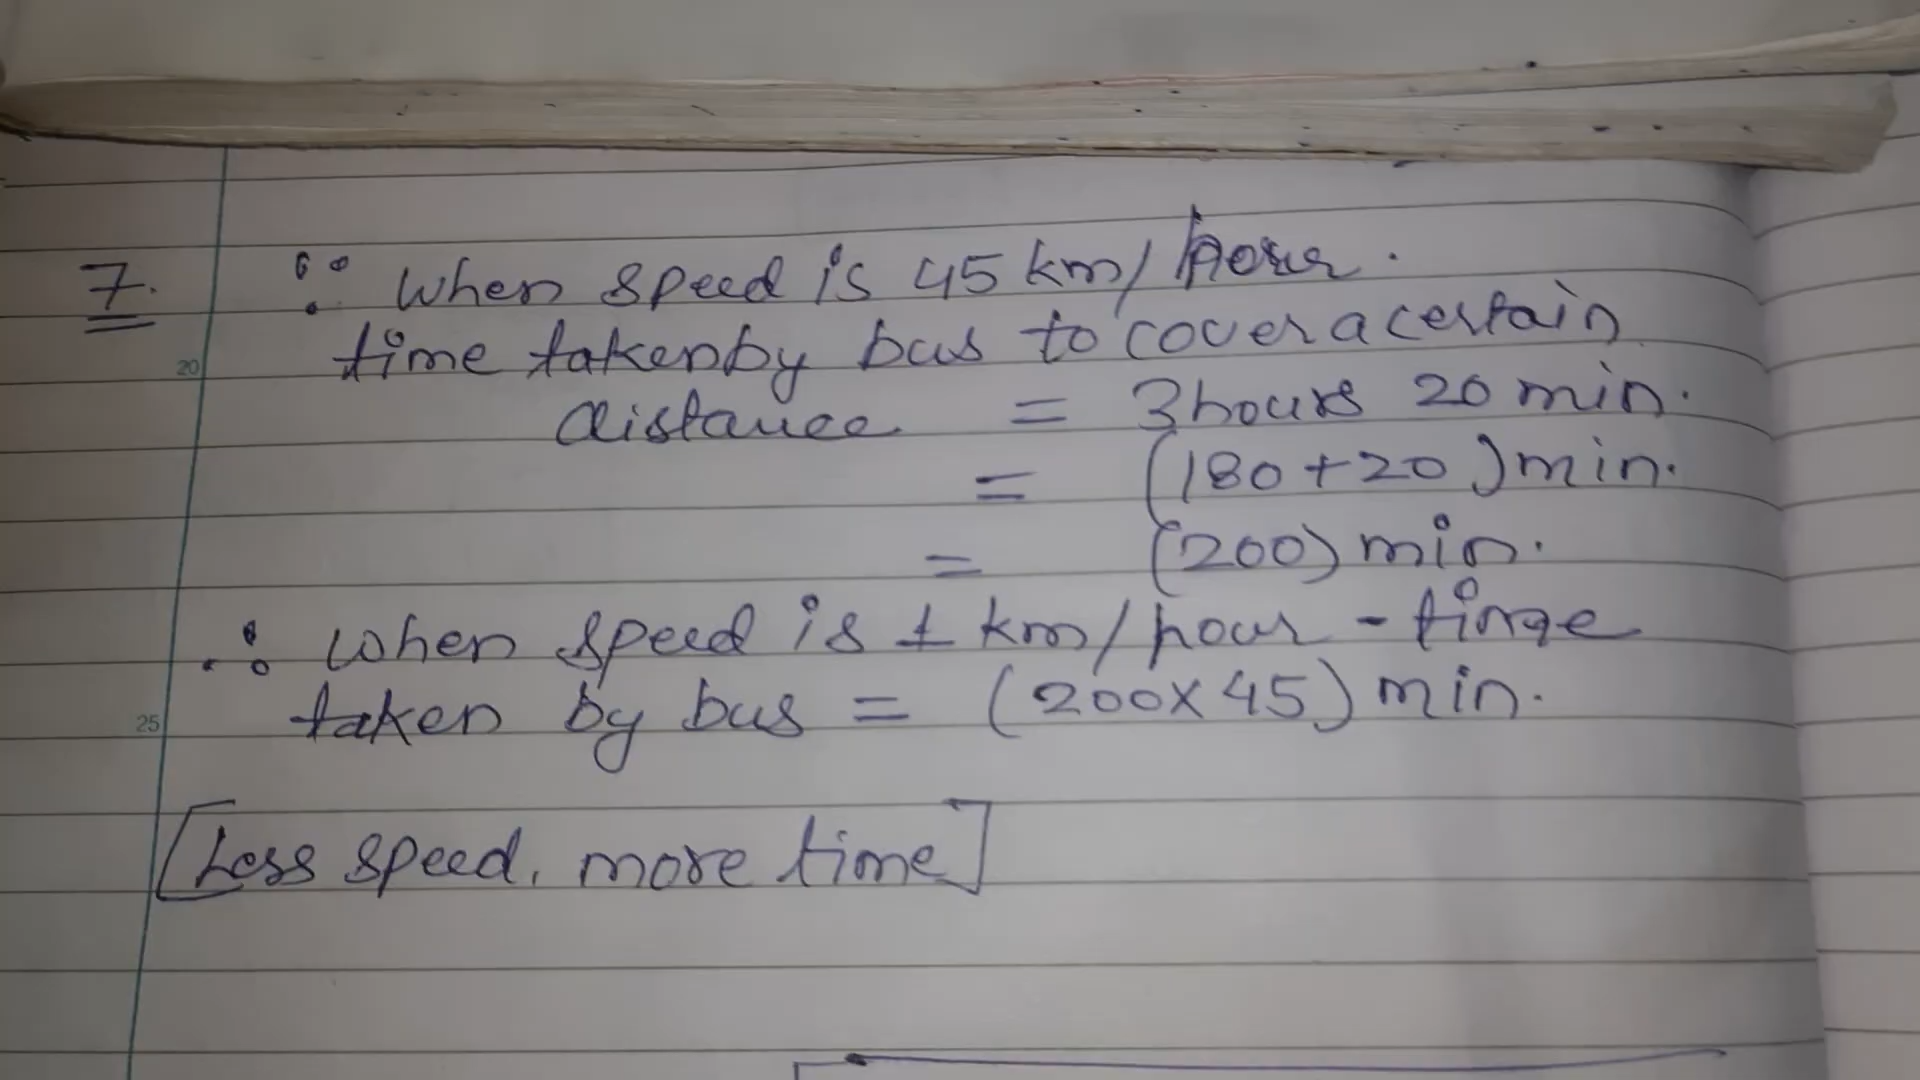 7. ∵ When speed is 45 km/hour.
time taken by bus to cover a certain
20
distance = 3 hours 20 min.
= (180+20) min.
= (200) min.
∴ When speed is 1 km/hour - time
taken by bus = (200×45) min.
25
[Less speed, more time]